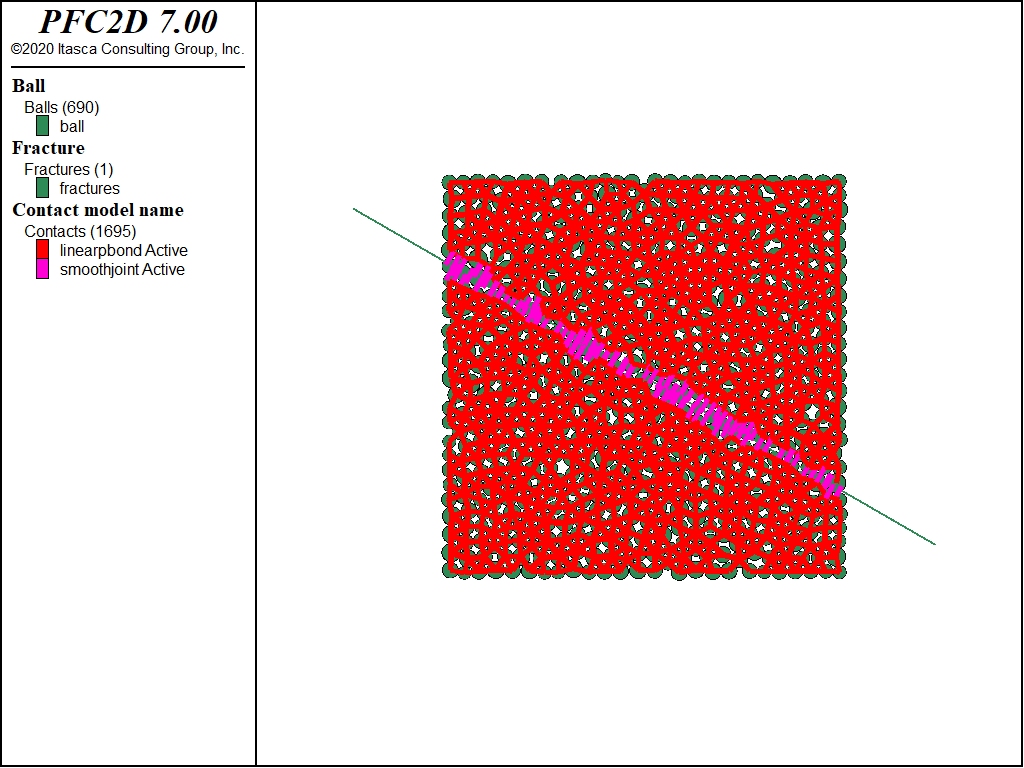 PFC2D 7.00
©2020 Itasca Consulting Group, Inc.
Ball
Balls (690)
ball
Fracture
Fractures (1)
fractures
Contact model name
Contacts (1695)
linearpbond Active
smoothjoint Active